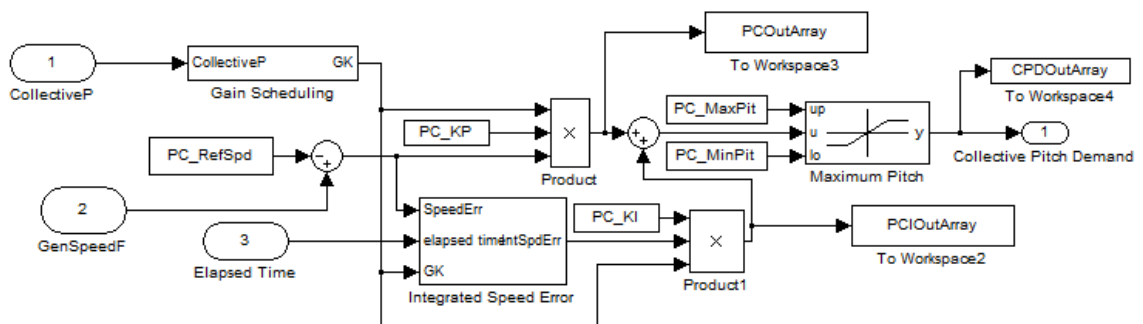 1
CollectiveP
CollectiveP
GK
Gain Scheduling
PCOutArray
To Workspace3
CPDOutArray
To Workspace4
PC_KP
×
Product
PC_RefSpd
-
+
+
+
PC_MaxPit
PC_MinPit
up
u
lo
y
Maximum Pitch
1
Collective Pitch Demand
2
GenSpeedF
3
Elapsed Time
SpeedErr
elapsed timeIntSpdErr
GK
Integrated Speed Error
PC_KI
×
Product1
PCIOutArray
To Workspace2